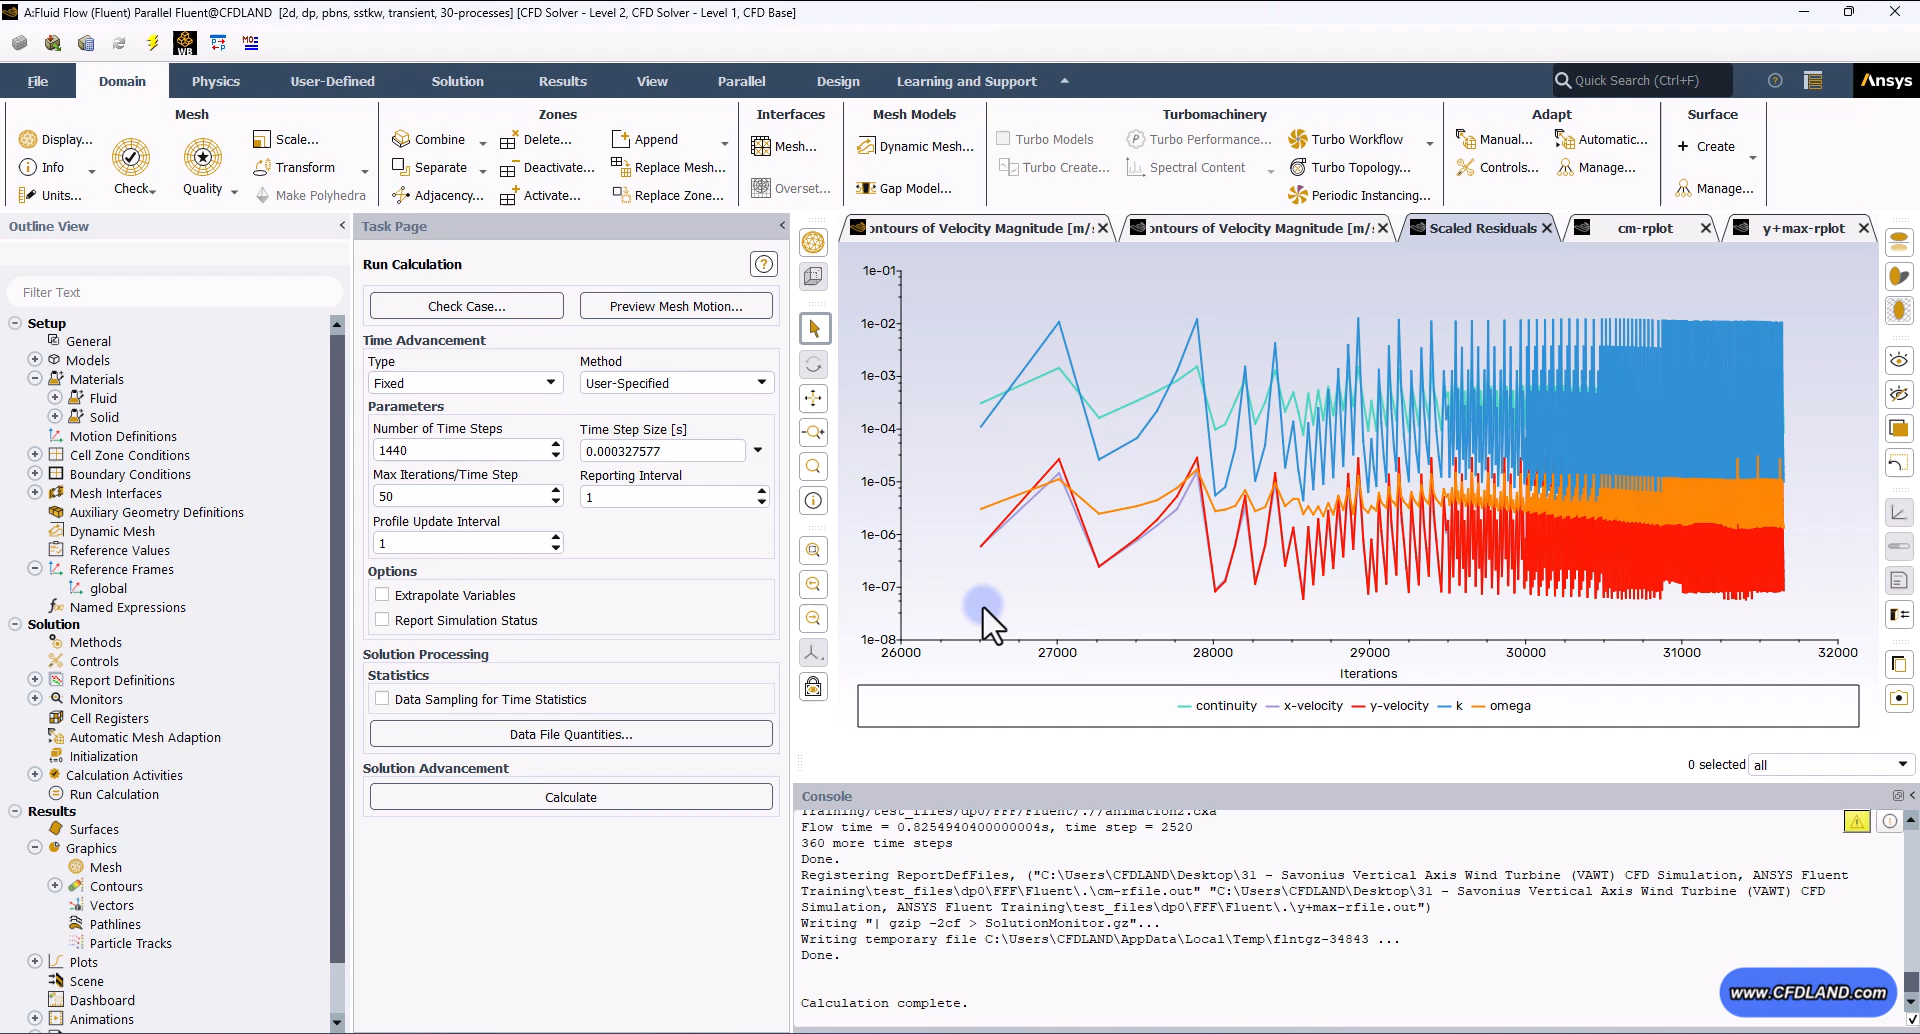 A:Fluid Flow (Fluent) Parallel Fluent@CFDLAND [2d, dp, pbns, sstkw, transient, 30-processes] [CFD Solver - Level 2, CFD Solver - Level 1, CFD Base]
WB
File Domain Physics User-Defined Solution Results View Parallel Design Learning and Support Quick Search (Ctrl+F) Ansys
Mesh Zones Interfaces Mesh Models Turbomachinery Adapt Surface
Display... Scale... Combine Delete... Append Mesh... Dynamic Mesh... Turbo Models Turbo Performance... Turbo Workflow Manual... Automatic... + Create
Info Check Quality Transform Separate Deactivate... Replace Mesh... Turbo Create... Spectral Content Turbo Topology... Controls... Manage...
Units... Make Polyhedra Adjacency... Activate... Replace Zone... Overset... Gap Model... Periodic Instancing... Manage...
Outline View
Filter Text
Setup
General
Models
Materials
Fluid
Solid
Motion Definitions
Cell Zone Conditions
Boundary Conditions
Mesh Interfaces
Auxiliary Geometry Definitions
Dynamic Mesh
Reference Values
Reference Frames
global
Named Expressions
Solution
Methods
Controls
Report Definitions
Monitors
Cell Registers
Automatic Mesh Adaption
Initialization
Calculation Activities
Run Calculation
Results
Surfaces
Graphics
Mesh
Contours
Vectors
Pathlines
Particle Tracks
Plots
Scene
Dashboard
Animations
Task Page
Run Calculation
Check Case... Preview Mesh Motion...
Time Advancement
Type Method
Fixed User-Specified
Parameters
Number of Time Steps Time Step Size [s]
1440 0.000327577
Max Iterations/Time Step Reporting Interval
50 1
Profile Update Interval
1
Options
Extrapolate Variables
Report Simulation Status
Solution Processing
Statistics
Data Sampling for Time Statistics
Data File Quantities...
Solution Advancement
Calculate
ontours of Velocity Magnitude [m/s ontours of Velocity Magnitude [m/s Scaled Residuals cm-rplot y+max-rplot
1e-01
1e-02
1e-03
1e-04
1e-05
1e-06
1e-07
1e-08
26000 27000 28000 29000 30000 31000 32000
Iterations
continuity x-velocity y-velocity k omega
0 selected all
Console
Training/test_files/dp0/FFF/Fluent/.//animation2.cxa
Flow time = 0.8254940400000004s, time step = 2520
360 more time steps
Done.
Registering ReportDefFiles, ("C:\Users\CFDLAND\Desktop\31 - Savonius Vertical Axis Wind Turbine (VAWT) CFD Simulation, ANSYS Fluent
Training\test_files\dp0\FFF\Fluent\.\cm-rfile.out" "C:\Users\CFDLAND\Desktop\31 - Savonius Vertical Axis Wind Turbine (VAWT) CFD
Simulation, ANSYS Fluent Training\test_files\dp0\FFF\Fluent\.\y+max-rfile.out")
Writing "| gzip -2cf > SolutionMonitor.gz"...
Writing temporary file C:\Users\CFDLAND\AppData\Local\Temp\flntgz-34843 ...
Done.
Calculation complete.
www.CFDLAND.com